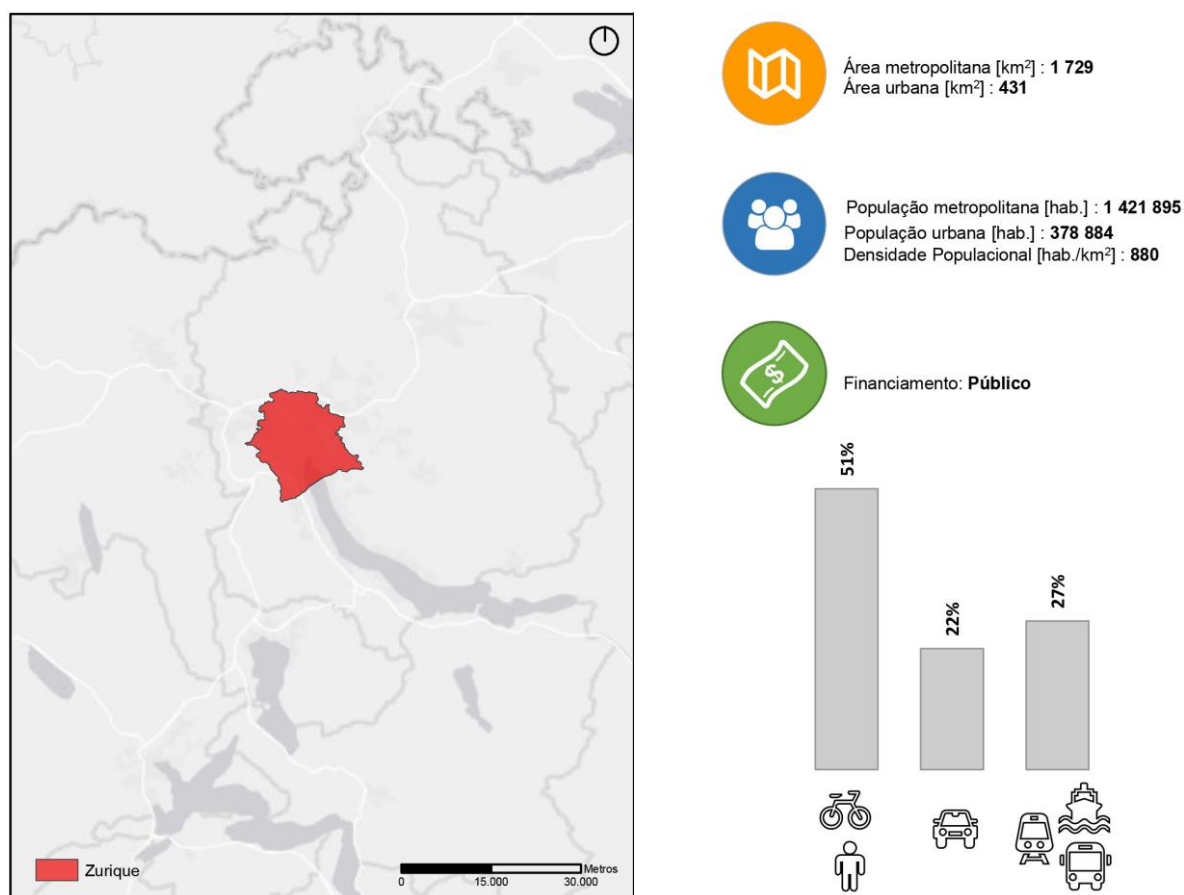 Área metropolitana [km²] : 1 729
Área urbana [km²] : 431
População metropolitana [hab.] : 1 421 895
População urbana [hab.] : 378 884
Densidade Populacional [hab./km²] : 880
$
Financiamento: Público
51%
22%
27%
Zurique
Metros
0 15.000 30.000